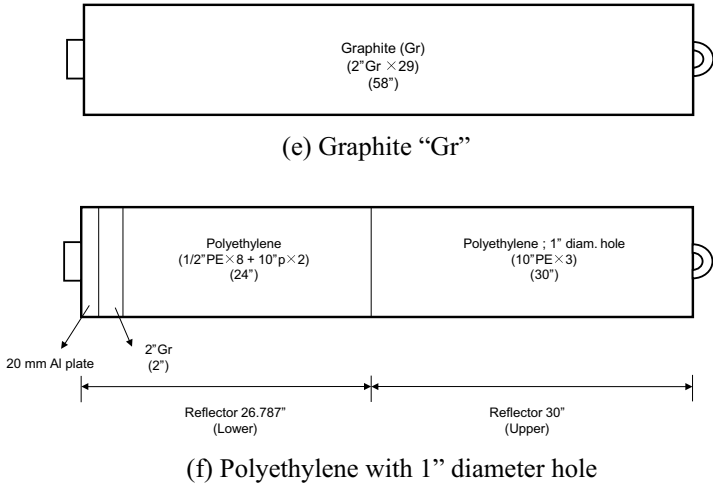 Graphite (Gr)
(2”Gr ×29)
(58”)
(e) Graphite “Gr”
Polyethylene
(1/2”PE×8 + 10”p×2)
(24”)
Polyethylene ; 1” diam. hole
(10”PE×3)
(30”)
20 mm Al plate
2”Gr
(2”)
Reflector 26.787”
(Lower)
Reflector 30”
(Upper)
(f) Polyethylene with 1” diameter hole